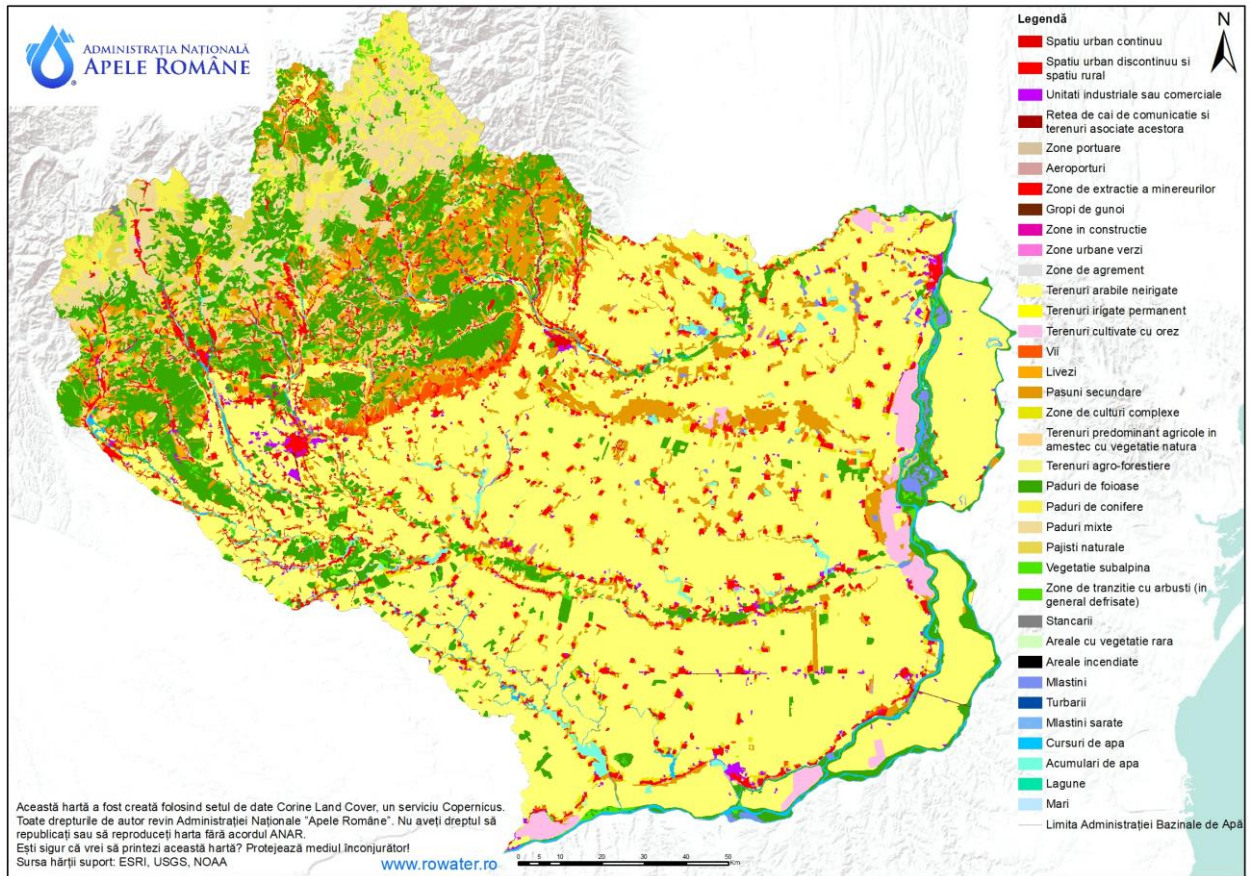 ADMINISTRAȚIA NAȚIONALĂ
APELE ROMÂNE
Legendă
N
Spatiu urban continuu
Spatiu urban discontinuu si
spatiu rural
Unitati industriale sau comerciale
Retea de cai de comunicatie si
terenuri asociate acestora
Zone portuare
Aeroporturi
Zone de extractie a minereurilor
Gropi de gunoi
Zone in constructie
Zone urbane verzi
Zone de agrement
Terenuri arabile neirigate
Terenuri irigate permanent
Terenuri cultivate cu orez
Vii
Livezi
Pasuni secundare
Zone de culturi complexe
Terenuri predominant agricole in
amestec cu vegetatie natura
Terenuri agro-forestiere
Paduri de foioase
Paduri de conifere
Paduri mixte
Pajisti naturale
Vegetatie subalpina
Zone de tranzitie cu arbusti (in
general defrisate)
Stancarii
Areale cu vegetatie rara
Areale incendiate
Mlastini
Turbarii
Mlastini sarate
Cursuri de apa
Acumulari de apa
Lagune
Mari
Limita Administrației Bazinale de Apă
Această hartă a fost creată folosind setul de date Corine Land Cover, un serviciu Copernicus.
Toate drepturile de autor revin Administrației Naționale "Apele Române". Nu aveți dreptul să
republicați sau să reproduceți harta fără acordul ANAR.
Ești sigur că vrei să printezi această hartă? Protejează mediul înconjurător!
Sursa hărții suport: ESRI, USGS, NOAA
www.rowater.ro
0 5 10 20 30 40 50
Km